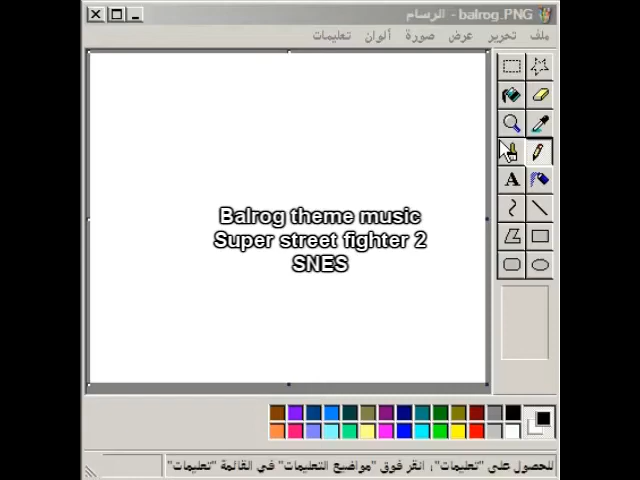 balrog.PNG - الرسام
ملف تحرير عرض صورة ألوان تعليمات
A
Balrog theme music
Super street fighter 2
SNES
للحصول على "تعليمات"، انقر فوق "مواضيع التعليمات" في القائمة "تعليمات"